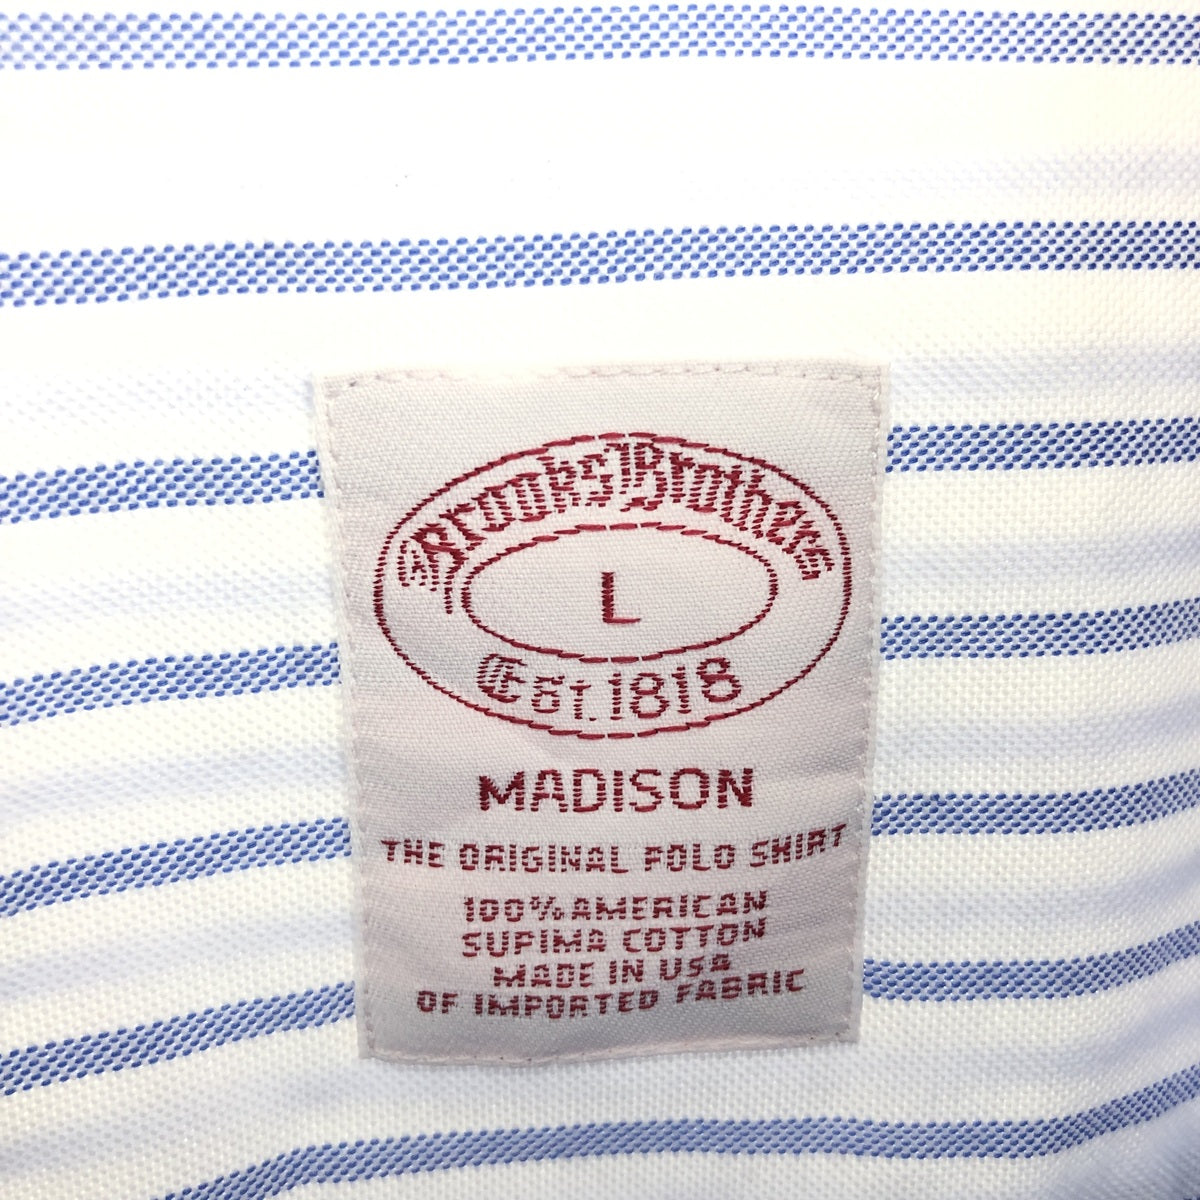 Brooks Brothers
L
Est. 1818
MADISON
THE ORIGINAL POLO SHIRT
100% AMERICAN
SUPIMA COTTON
MADE IN USA
OF IMPORTED FABRIC